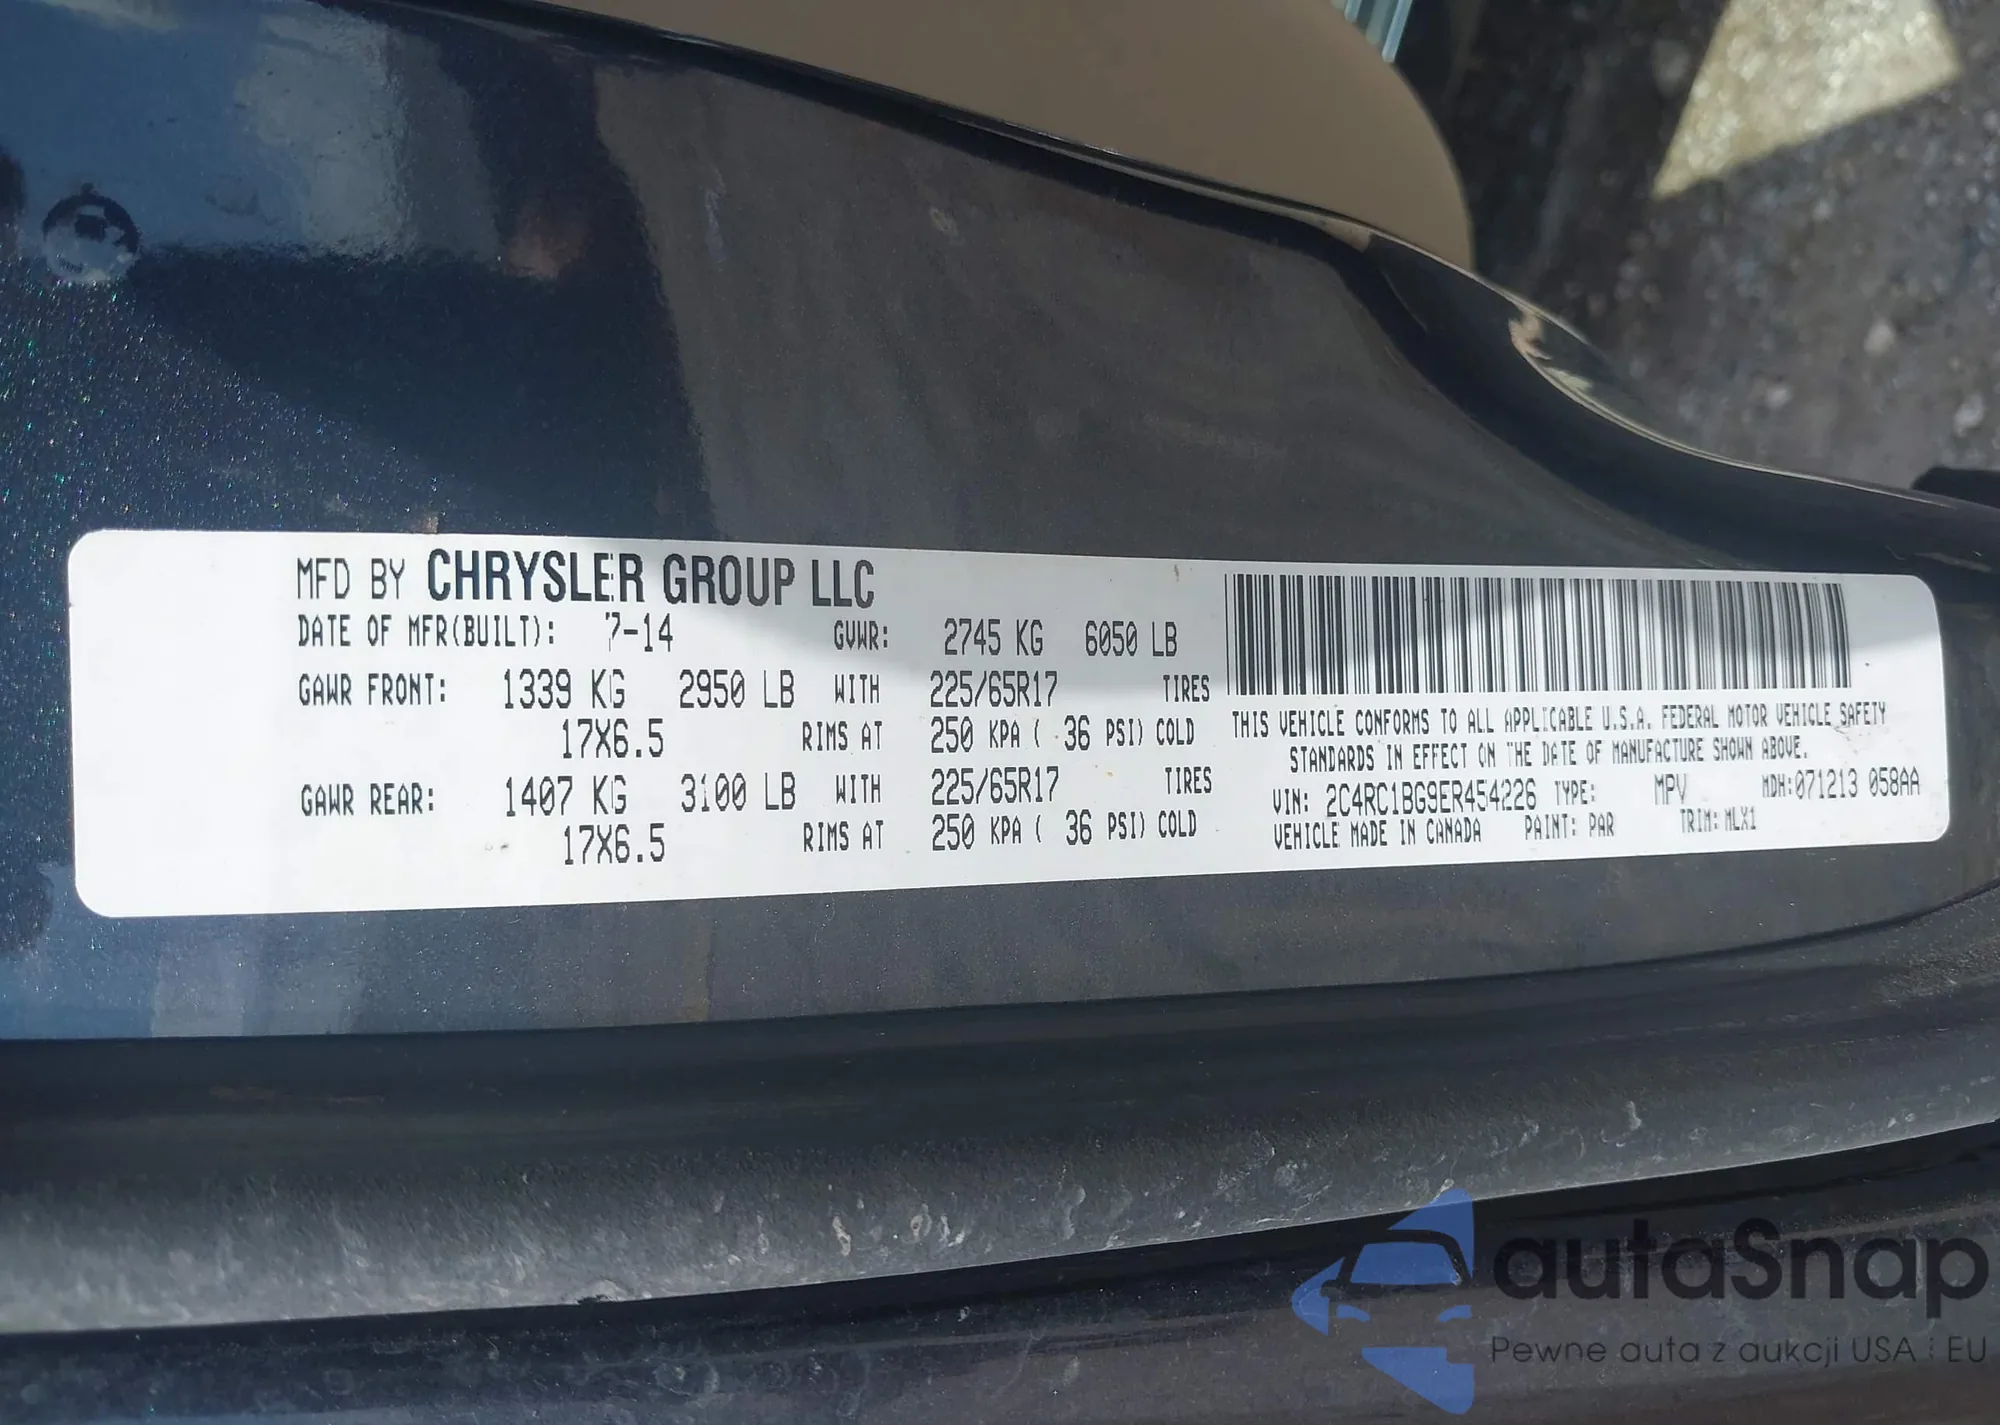 MFD BY CHRYSLER GROUP LLC
DATE OF MFR(BUILT): 7-14 GVWR: 2745 KG 6050 LB
GAWR FRONT: 1339 KG 2950 LB WITH 225/65R17 TIRES
17X6.5 RIMS AT 250 KPA ( 36 PSI) COLD
GAWR REAR: 1407 KG 3100 LB WITH 225/65R17 TIRES
17X6.5 RIMS AT 250 KPA ( 36 PSI) COLD
THIS VEHICLE CONFORMS TO ALL APPLICABLE U.S.A. FEDERAL MOTOR VEHICLE SAFETY
STANDARDS IN EFFECT ON THE DATE OF MANUFACTURE SHOWN ABOVE.
VIN: 2C4RC1BG9ER454226 TYPE: MPV MDH:071213 058AA
VEHICLE MADE IN CANADA PAINT: PAR TRIM: MLX1
autaSnap
Pewne auta z aukcji USA i EU